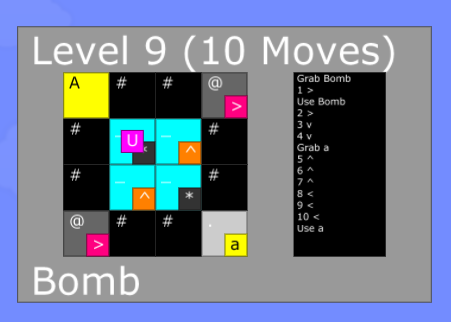 Level 9 (10 Moves)
A # # @ >
# _ U * _ ^ #
# _ ^ _ * #
@ > # # . a
Grab Bomb
1 >
Use Bomb
2 >
3 v
4 v
Grab a
5 ^
6 ^
7 ^
8 <
9 <
10 <
Use a
Bomb